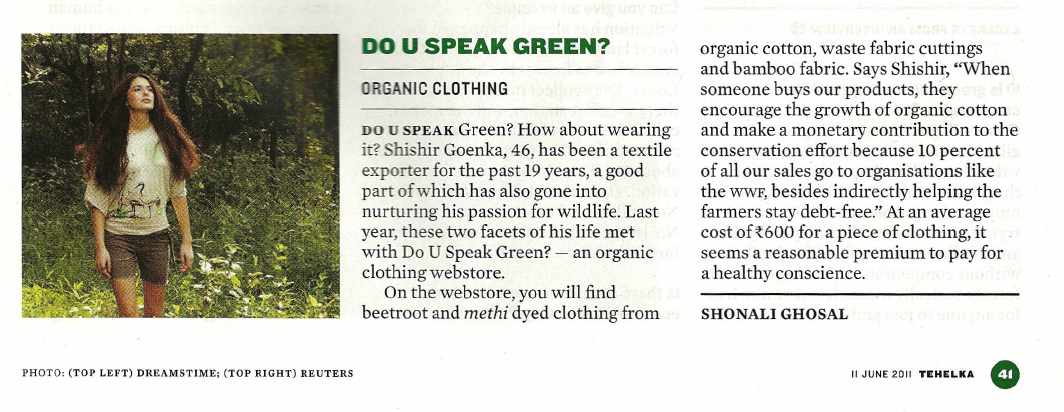 DO U SPEAK GREEN?
ORGANIC CLOTHING
DO U SPEAK Green? How about wearing
it? Shishir Goenka, 46, has been a textile
exporter for the past 19 years, a good
part of which has also gone into
nurturing his passion for wildlife. Last
year, these two facets of his life met
with Do U Speak Green? — an organic
clothing webstore.
On the webstore, you will find
beetroot and methi dyed clothing from
organic cotton, waste fabric cuttings
and bamboo fabric. Says Shishir, “When
someone buys our products, they
encourage the growth of organic cotton
and make a monetary contribution to the
conservation effort because 10 percent
of all our sales go to organisations like
the WWF, besides indirectly helping the
farmers stay debt-free.” At an average
cost of ₹600 for a piece of clothing, it
seems a reasonable premium to pay for
a healthy conscience.
SHONALI GHOSAL
PHOTO: (TOP LEFT) DREAMSTIME; (TOP RIGHT) REUTERS
11 JUNE 2011 TEHELKA 41